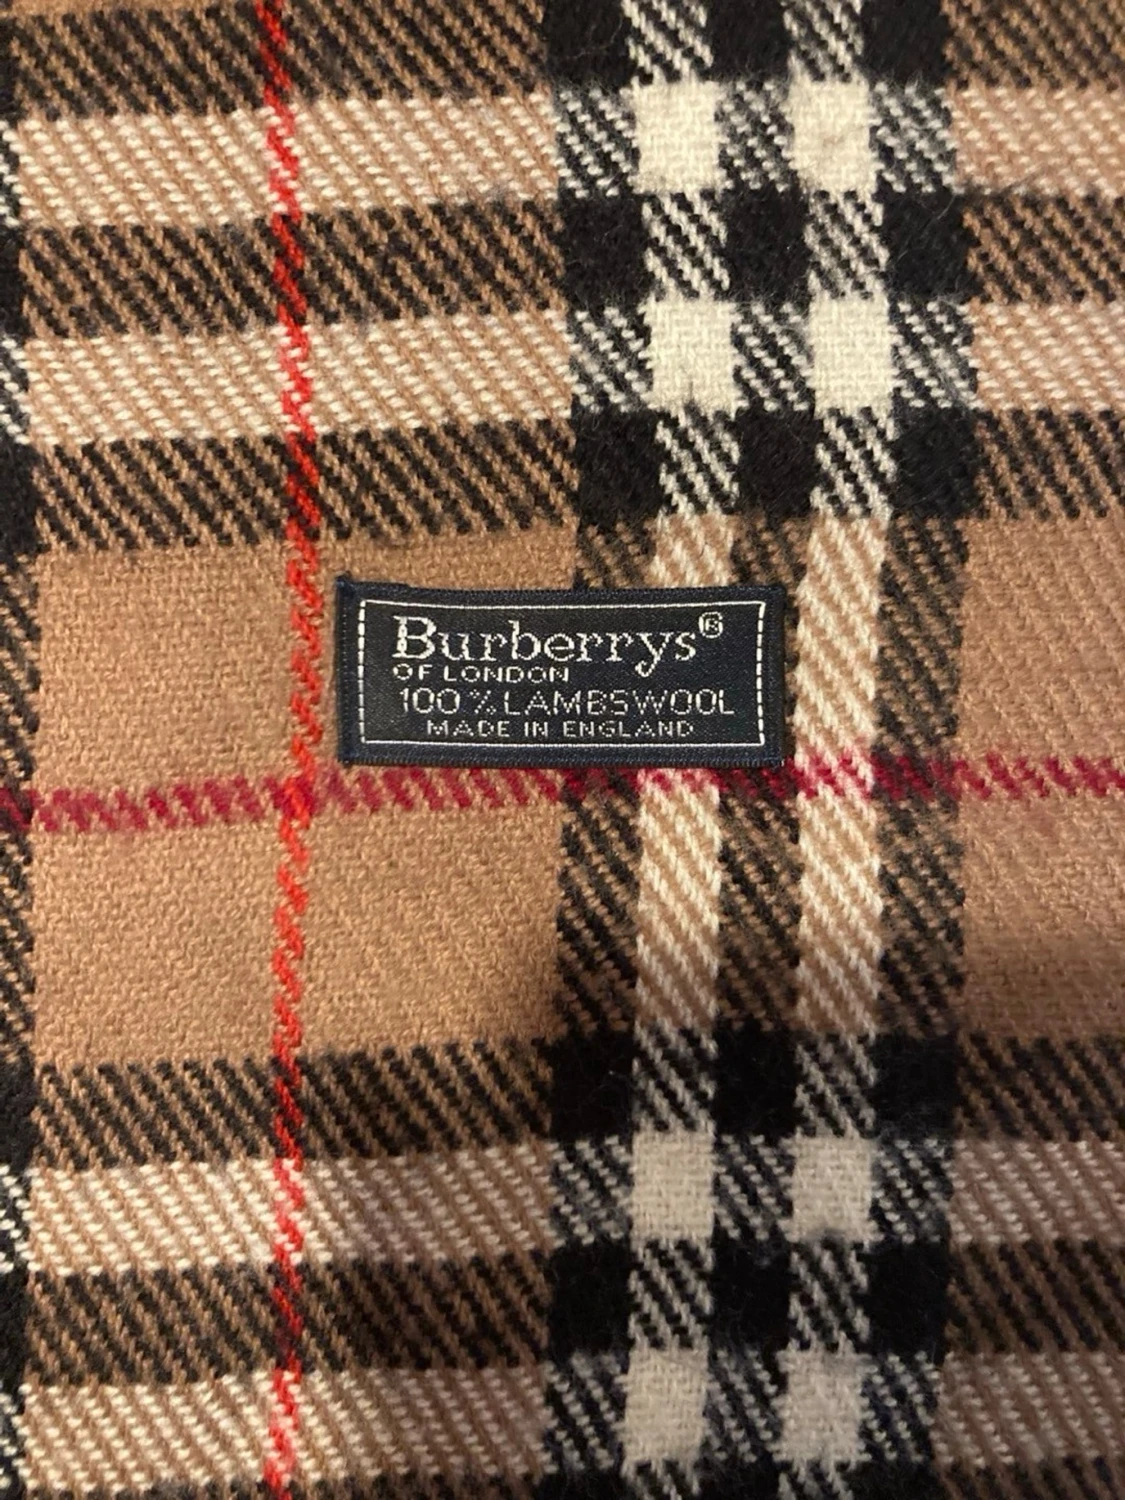 Burberrys®
OF LONDON
100% LAMBSWOOL
MADE IN ENGLAND